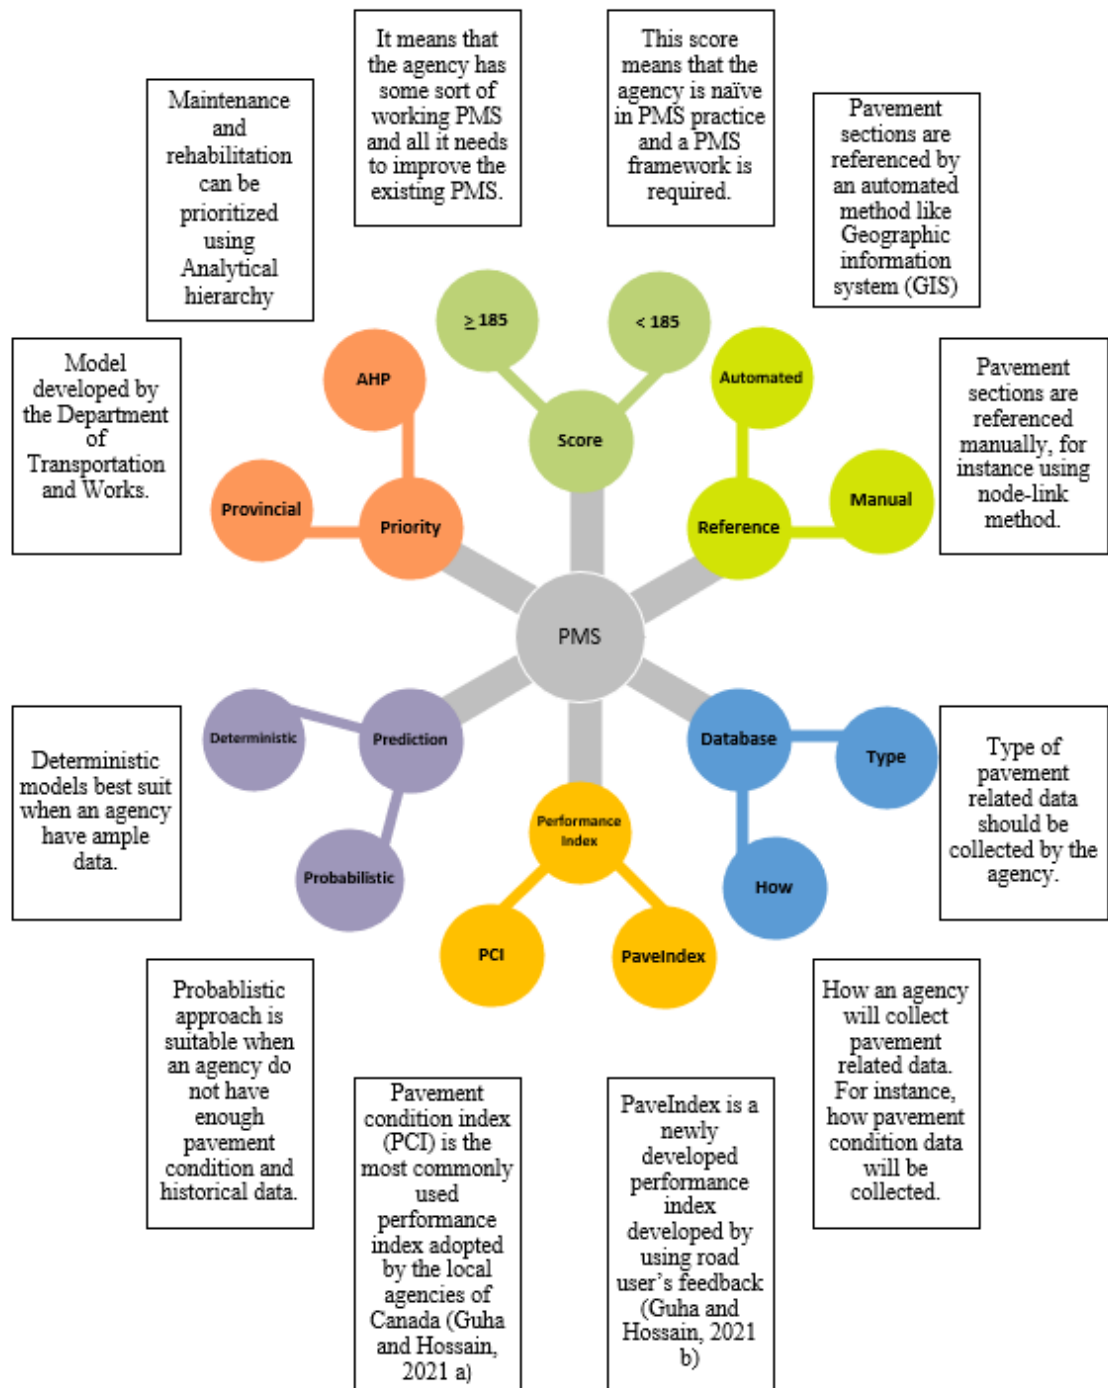 It means that
the agency has
some sort of
working PMS
and all it needs
to improve the
existing PMS.
This score
means that the
agency is naïve
in PMS practice
and a PMS
framework is
required.
Maintenance
and
rehabilitation
can be
prioritized
using
Analytical
hierarchy
Pavement
sections are
referenced by
an automated
method like
Geographic
information
system (GIS)
Model
developed by
the Department
of
Transportation
and Works.
Pavement
sections are
referenced
manually, for
instance using
node-link
method.
≥ 185
< 185
AHP
Automated
Score
Provincial
Priority
Reference
Manual
PMS
Deterministic
Prediction
Database
Type
Probabilistic
Performance
Index
How
PCI
PaveIndex
Deterministic
models best suit
when an agency
have ample
data.
Type of
pavement
related data
should be
collected by the
agency.
Probablistic
approach is
suitable when
an agency do
not have
enough
pavement
condition and
historical data.
Pavement
condition index
(PCI) is the
most commonly
used
performance
index adopted
by the local
agencies of
Canada (Guha
and Hossain,
2021 a)
PaveIndex is a
newly
developed
performance
index
developed by
using road
user’s feedback
(Guha and
Hossain, 2021
b)
How an agency
will collect
pavement
related data.
For instance,
how pavement
condition data
will be
collected.